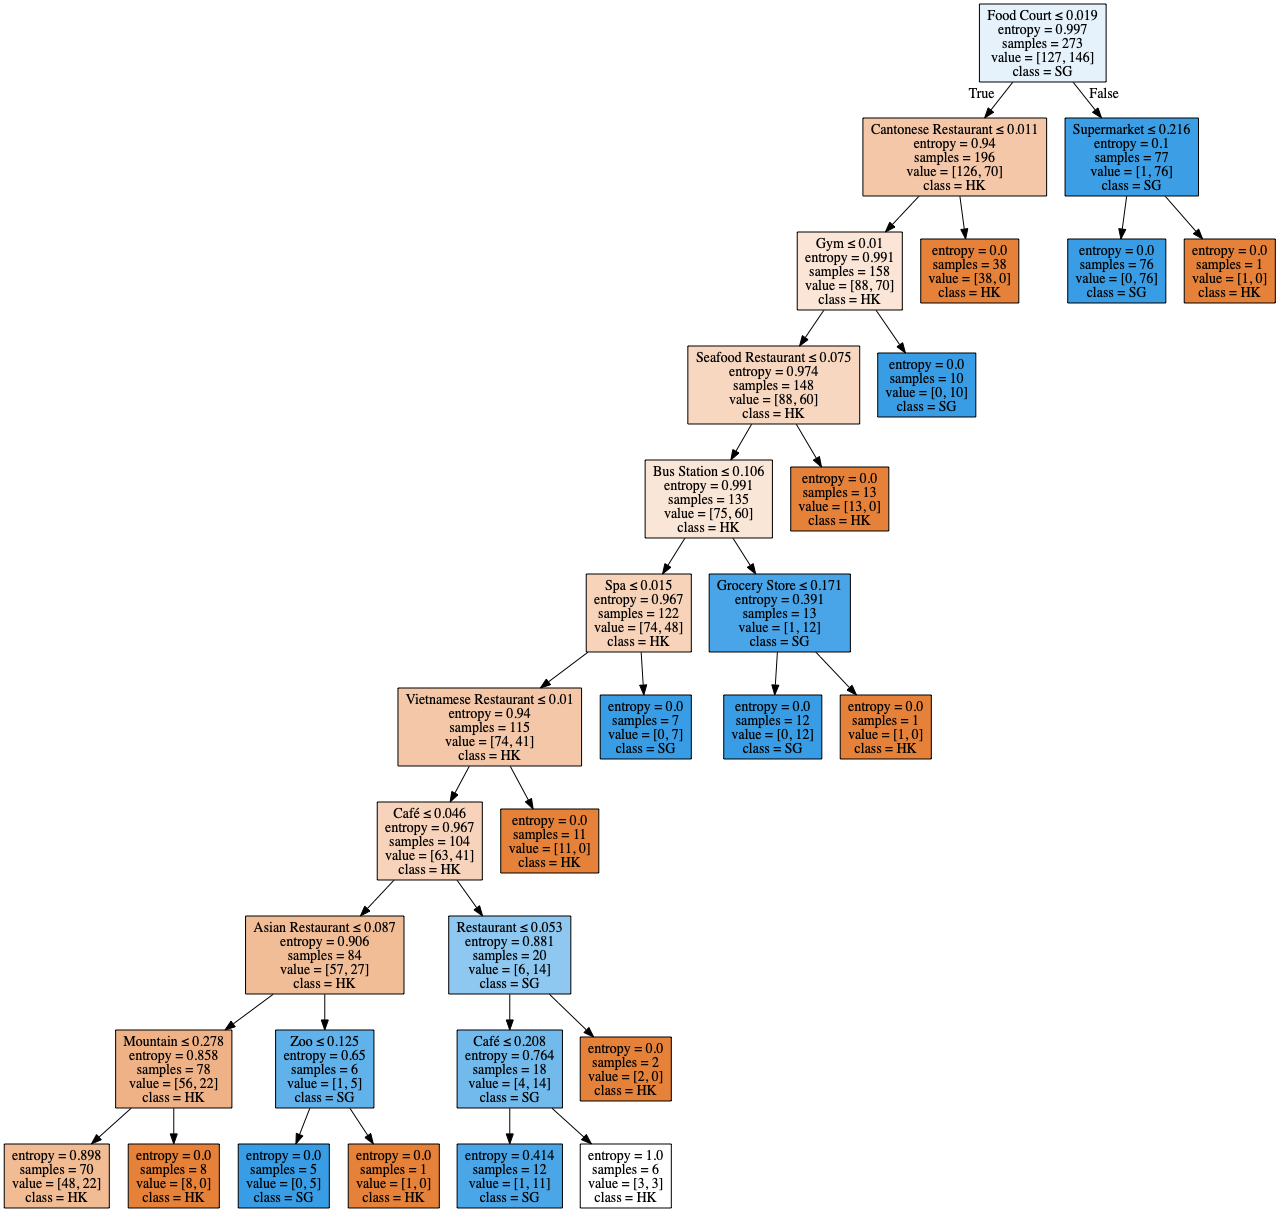 Food Court ≤ 0.019
entropy = 0.997
samples = 273
value = [127, 146]
class = SG
True
False
Cantonese Restaurant ≤ 0.011
entropy = 0.94
samples = 196
value = [126, 70]
class = HK
Supermarket ≤ 0.216
entropy = 0.1
samples = 77
value = [1, 76]
class = SG
Gym ≤ 0.01
entropy = 0.991
samples = 158
value = [88, 70]
class = HK
entropy = 0.0
samples = 38
value = [38, 0]
class = HK
entropy = 0.0
samples = 76
value = [0, 76]
class = SG
entropy = 0.0
samples = 1
value = [1, 0]
class = HK
Seafood Restaurant ≤ 0.075
entropy = 0.974
samples = 148
value = [88, 60]
class = HK
entropy = 0.0
samples = 10
value = [0, 10]
class = SG
Bus Station ≤ 0.106
entropy = 0.991
samples = 135
value = [75, 60]
class = HK
entropy = 0.0
samples = 13
value = [13, 0]
class = HK
Spa ≤ 0.015
entropy = 0.967
samples = 122
value = [74, 48]
class = HK
Grocery Store ≤ 0.171
entropy = 0.391
samples = 13
value = [1, 12]
class = SG
Vietnamese Restaurant ≤ 0.01
entropy = 0.94
samples = 115
value = [74, 41]
class = HK
entropy = 0.0
samples = 7
value = [0, 7]
class = SG
entropy = 0.0
samples = 12
value = [0, 12]
class = SG
entropy = 0.0
samples = 1
value = [1, 0]
class = HK
Café ≤ 0.046
entropy = 0.967
samples = 104
value = [63, 41]
class = HK
entropy = 0.0
samples = 11
value = [11, 0]
class = HK
Asian Restaurant ≤ 0.087
entropy = 0.906
samples = 84
value = [57, 27]
class = HK
Restaurant ≤ 0.053
entropy = 0.881
samples = 20
value = [6, 14]
class = SG
Mountain ≤ 0.278
entropy = 0.858
samples = 78
value = [56, 22]
class = HK
Zoo ≤ 0.125
entropy = 0.65
samples = 6
value = [1, 5]
class = SG
Café ≤ 0.208
entropy = 0.764
samples = 18
value = [4, 14]
class = SG
entropy = 0.0
samples = 2
value = [2, 0]
class = HK
entropy = 0.898
samples = 70
value = [48, 22]
class = HK
entropy = 0.0
samples = 8
value = [8, 0]
class = HK
entropy = 0.0
samples = 5
value = [0, 5]
class = SG
entropy = 0.0
samples = 1
value = [1, 0]
class = HK
entropy = 0.414
samples = 12
value = [1, 11]
class = SG
entropy = 1.0
samples = 6
value = [3, 3]
class = HK